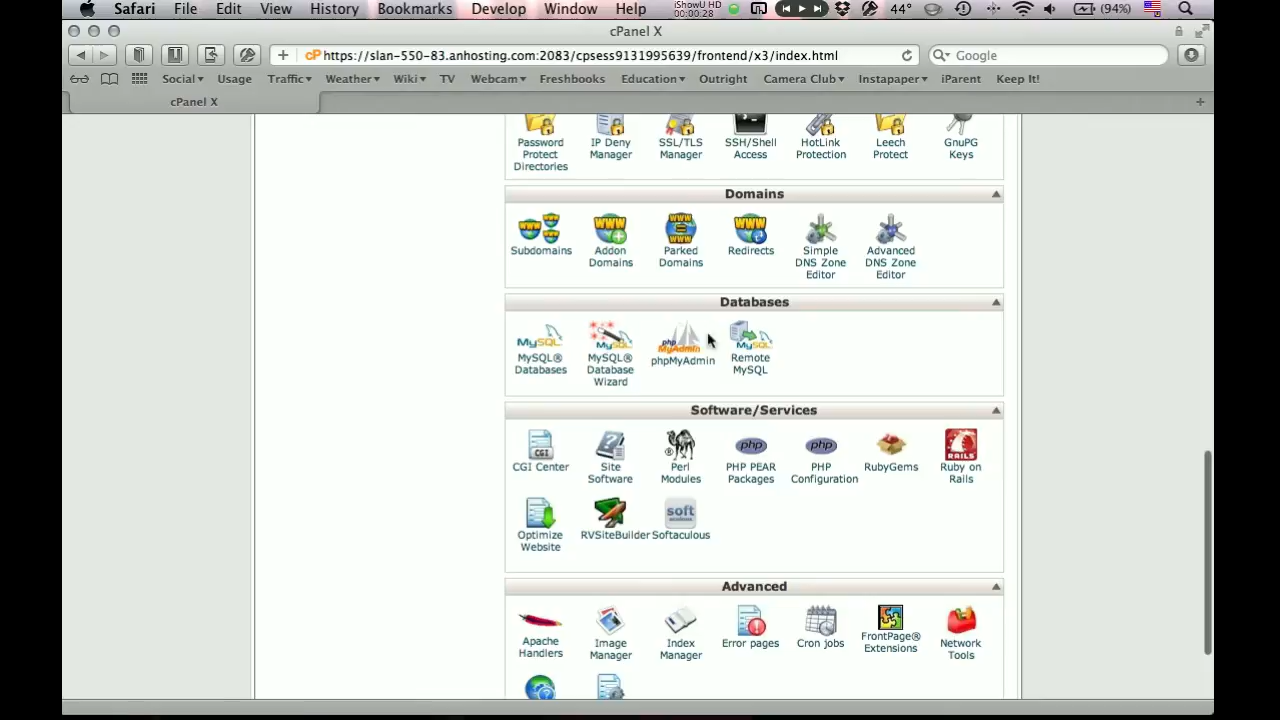 Safari File Edit View History Bookmarks Develop Window Help iShowU HD 00:00:28 44° (94%)
cPanel X
cP https://slan-550-83.anhosting.com:2083/cpsess9131995639/frontend/x3/index.html Google
Social Usage Traffic Weather Wiki TV Webcam Freshbooks Education Outright Camera Club Instapaper iParent Keep It!
cPanel X
Password Protect Directories
IP Deny Manager
SSL/TLS Manager
SSH/Shell Access
HotLink Protection
Leech Protect
GnuPG Keys
Domains
Subdomains
Addon Domains
Parked Domains
Redirects
Simple DNS Zone Editor
Advanced DNS Zone Editor
Databases
MySQL® Databases
MySQL® Database Wizard
phpMyAdmin
Remote MySQL
Software/Services
CGI Center
Site Software
Perl Modules
PHP PEAR Packages
PHP Configuration
RubyGems
Ruby on Rails
Optimize Website
RVSiteBuilder
Softaculous
Advanced
Apache Handlers
Image Manager
Index Manager
Error pages
Cron jobs
FrontPage® Extensions
Network Tools